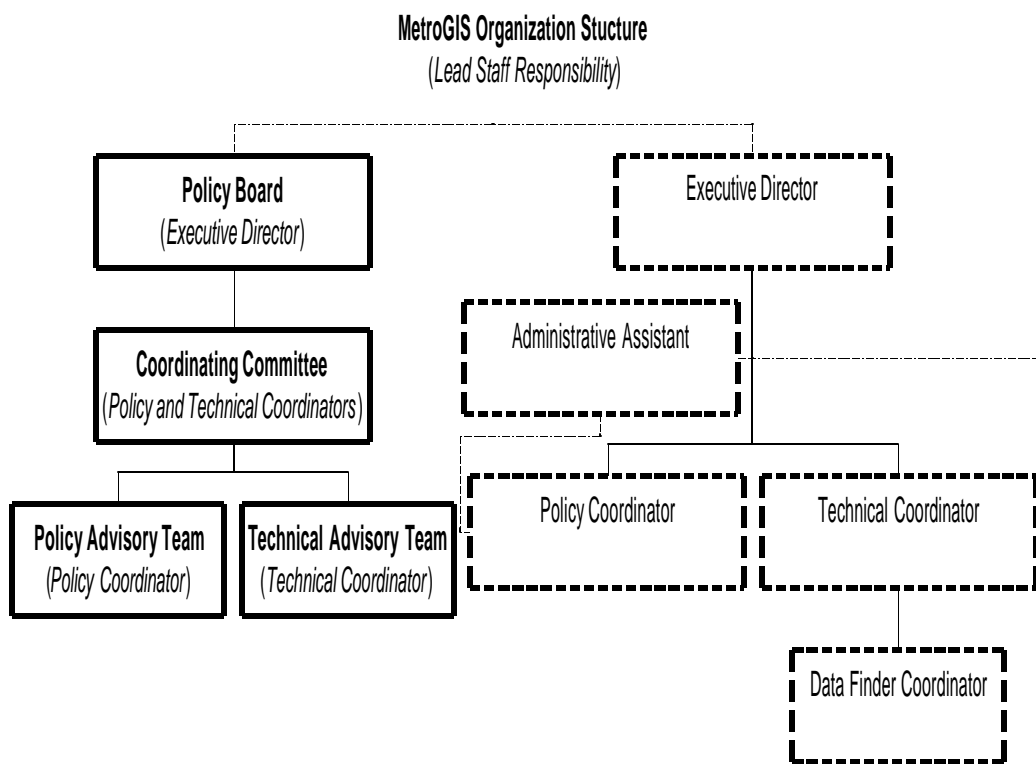 MetroGIS Organization Stucture
(Lead Staff Responsibility)
Policy Board
(Executive Director)
Executive Director
Administrative Assistant
Coordinating Committee
(Policy and Technical Coordinators)
Policy Advisory Team
(Policy Coordinator)
Technical Advisory Team
(Technical Coordinator)
Policy Coordinator
Technical Coordinator
Data Finder Coordinator